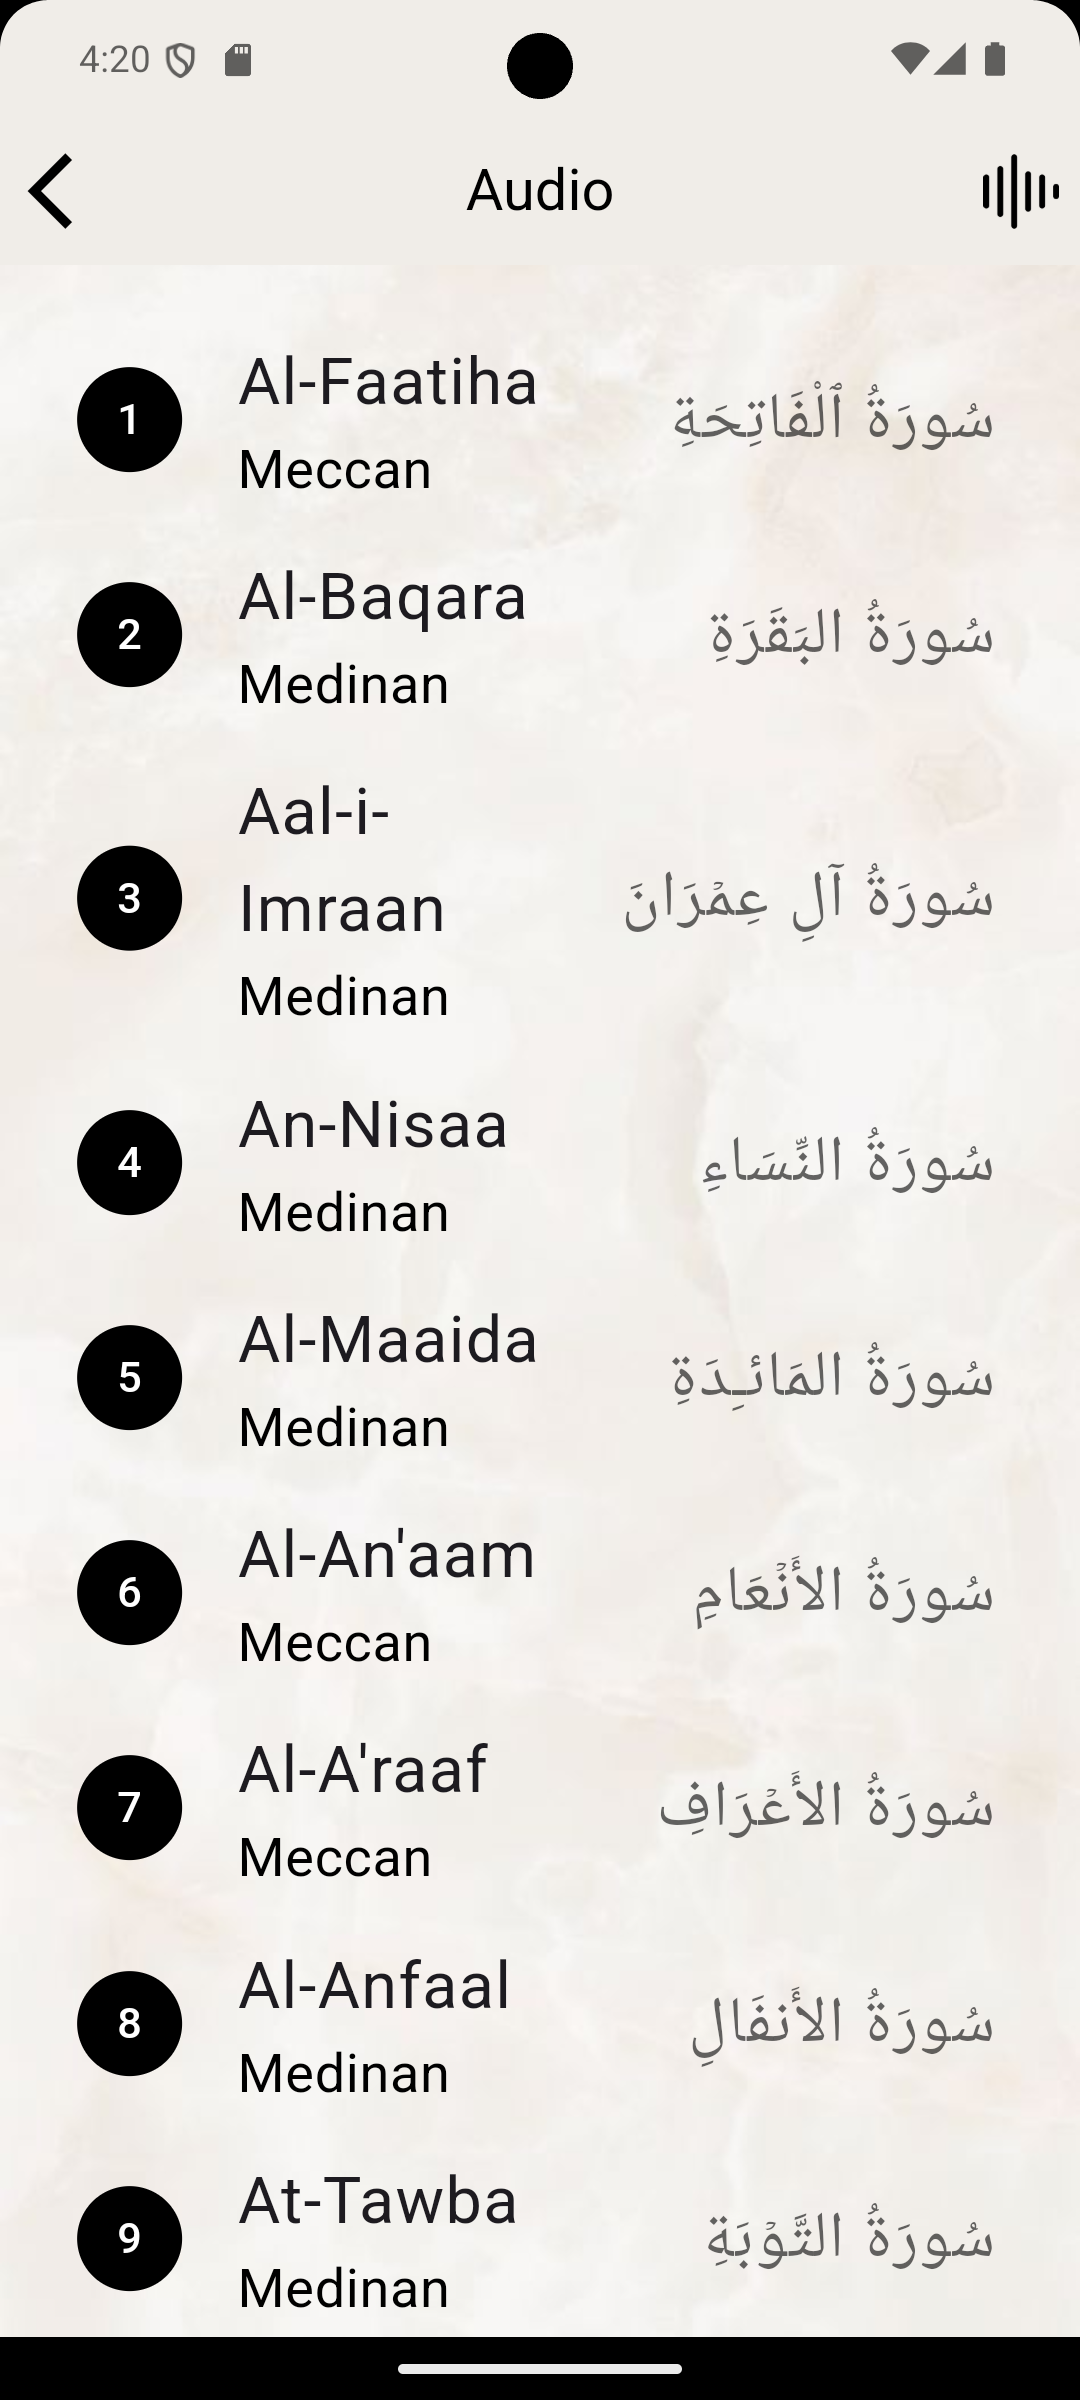 4:20
Audio
1
Al-Faatiha
Meccan
سُورَةُ ٱلْفَاتِحَةِ
2
Al-Baqara
Medinan
سُورَةُ البَقَرَةِ
3
Aal-i-
Imraan
Medinan
سُورَةُ آلِ عِمۡرَانَ
4
An-Nisaa
Medinan
سُورَةُ النِّسَاءِ
5
Al-Maaida
Medinan
سُورَةُ المَائـِدَةِ
6
Al-An'aam
Meccan
سُورَةُ الأَنۡعَامِ
7
Al-A'raaf
Meccan
سُورَةُ الأَعۡرَافِ
8
Al-Anfaal
Medinan
سُورَةُ الأَنفَالِ
9
At-Tawba
Medinan
سُورَةُ التَّوۡبَةِ